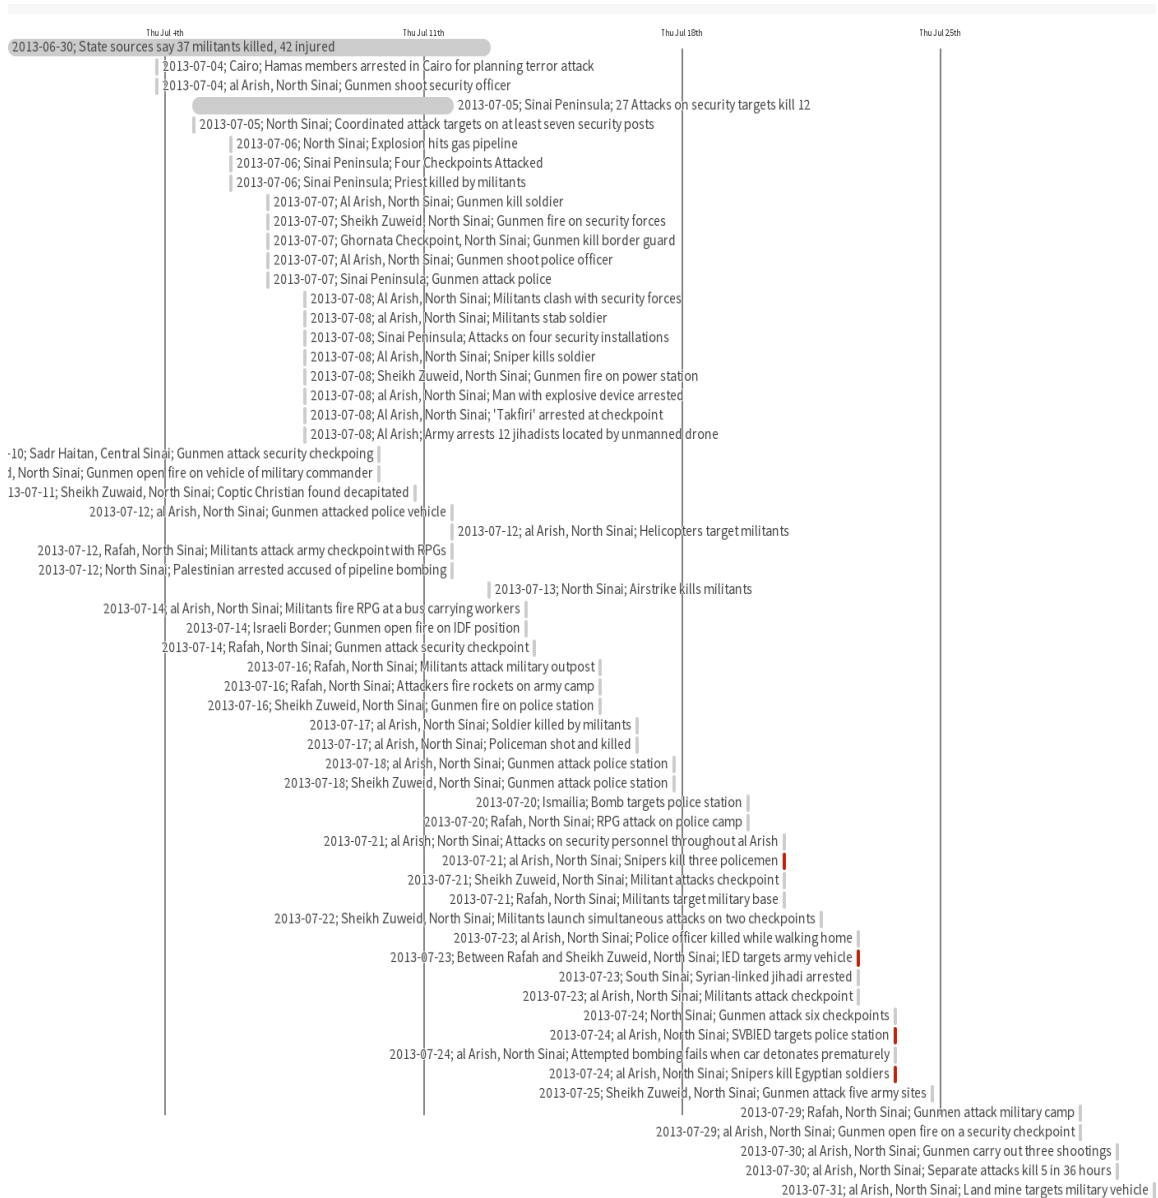 Thu Jul 4th Thu Jul 11th Thu Jul 18th Thu Jul 25th
2013-06-30; State sources say 37 militants killed, 42 injured
2013-07-04; Cairo; Hamas members arrested in Cairo for planning terror attack
2013-07-04; al Arish, North Sinai; Gunmen shoot security officer
2013-07-05; Sinai Peninsula; 27 Attacks on security targets kill 12
2013-07-05; North Sinai; Coordinated attack targets on at least seven security posts
2013-07-06; North Sinai; Explosion hits gas pipeline
2013-07-06; Sinai Peninsula; Four Checkpoints Attacked
2013-07-06; Sinai Peninsula; Priest killed by militants
2013-07-07; Al Arish, North Sinai; Gunmen kill soldier
2013-07-07; Sheikh Zuweid, North Sinai; Gunmen fire on security forces
2013-07-07; Ghornata Checkpoint, North Sinai; Gunmen kill border guard
2013-07-07; Al Arish, North Sinai; Gunmen shoot police officer
2013-07-07; Sinai Peninsula; Gunmen attack police
2013-07-08; Al Arish, North Sinai; Militants clash with security forces
2013-07-08; al Arish, North Sinai; Militants stab soldier
2013-07-08; Sinai Peninsula; Attacks on four security installations
2013-07-08; Al Arish, North Sinai; Sniper kills soldier
2013-07-08; Sheikh Zuweid, North Sinai; Gunmen fire on power station
2013-07-08; al Arish, North Sinai; Man with explosive device arrested
2013-07-08; Al Arish, North Sinai; 'Takfiri' arrested at checkpoint
2013-07-08; Al Arish; Army arrests 12 jihadists located by unmanned drone
-10; Sadr Haitan, Central Sinai; Gunmen attack security checkpoing
d, North Sinai; Gunmen open fire on vehicle of military commander
13-07-11; Sheikh Zuwaid, North Sinai; Coptic Christian found decapitated
2013-07-12; al Arish, North Sinai; Gunmen attacked police vehicle
2013-07-12; al Arish, North Sinai; Helicopters target militants
2013-07-12, Rafah, North Sinai; Militants attack army checkpoint with RPGs
2013-07-12; North Sinai; Palestinian arrested accused of pipeline bombing
2013-07-13; North Sinai; Airstrike kills militants
2013-07-14; al Arish, North Sinai; Militants fire RPG at a bus carrying workers
2013-07-14; Israeli Border; Gunmen open fire on IDF position
2013-07-14; Rafah, North Sinai; Gunmen attack security checkpoint
2013-07-16; Rafah, North Sinai; Militants attack military outpost
2013-07-16; Rafah, North Sinai; Attackers fire rockets on army camp
2013-07-16; Sheikh Zuweid, North Sinai; Gunmen fire on police station
2013-07-17; al Arish, North Sinai; Soldier killed by militants
2013-07-17; al Arish, North Sinai; Policeman shot and killed
2013-07-18; al Arish, North Sinai; Gunmen attack police station
2013-07-18; Sheikh Zuweid, North Sinai; Gunmen attack police station
2013-07-20; Ismailia; Bomb targets police station
2013-07-20; Rafah, North Sinai; RPG attack on police camp
2013-07-21; al Arish; North Sinai; Attacks on security personnel throughout al Arish
2013-07-21; al Arish, North Sinai; Snipers kill three policemen
2013-07-21; Sheikh Zuweid, North Sinai; Militant attacks checkpoint
2013-07-21; Rafah, North Sinai; Militants target military base
2013-07-22; Sheikh Zuweid, North Sinai; Militants launch simultaneous attacks on two checkpoints
2013-07-23; al Arish, North Sinai; Police officer killed while walking home
2013-07-23; Between Rafah and Sheikh Zuweid, North Sinai; IED targets army vehicle
2013-07-23; South Sinai; Syrian-linked jihadi arrested
2013-07-23; al Arish, North Sinai; Militants attack checkpoint
2013-07-24; North Sinai; Gunmen attack six checkpoints
2013-07-24; al Arish, North Sinai; SVBIED targets police station
2013-07-24; al Arish, North Sinai; Attempted bombing fails when car detonates prematurely
2013-07-24; al Arish, North Sinai; Snipers kill Egyptian soldiers
2013-07-25; Sheikh Zuweid, North Sinai; Gunmen attack five army sites
2013-07-29; Rafah, North Sinai; Gunmen attack military camp
2013-07-29; al Arish, North Sinai; Gunmen open fire on a security checkpoint
2013-07-30; al Arish, North Sinai; Gunmen carry out three shootings
2013-07-30; al Arish, North Sinai; Separate attacks kill 5 in 36 hours
2013-07-31; al Arish, North Sinai; Land mine targets military vehicle